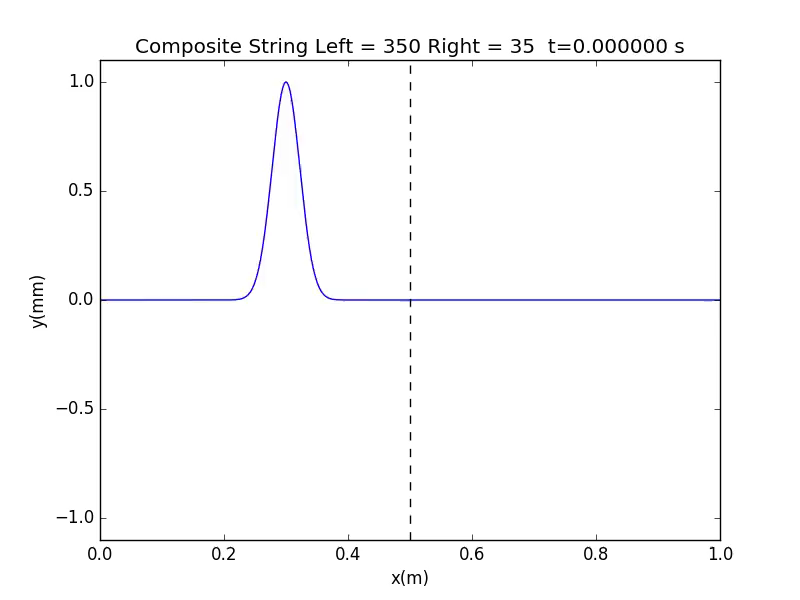 Composite String Left = 350 Right = 35  t=0.000000 s
1.0
0.5
0.0
−0.5
−1.0
y(mm)
0.0 0.2 0.4 0.6 0.8 1.0
x(m)